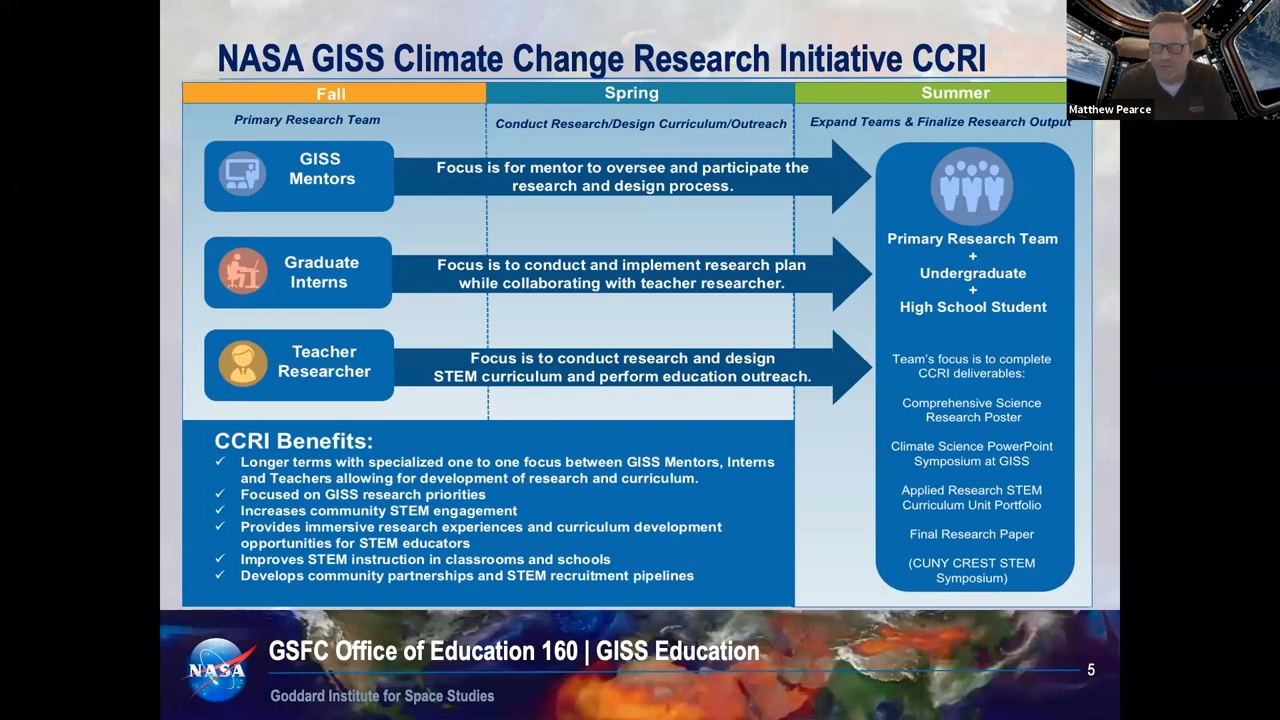 NASA GISS Climate Change Research Initiative CCRI
Matthew Pearce
Fall
Spring
Summer
Primary Research Team
Conduct Research/Design Curriculum/Outreach
Expand Teams & Finalize Research Output
GISS
Mentors
Focus is for mentor to oversee and participate the
research and design process.
Graduate
Interns
Focus is to conduct and implement research plan
while collaborating with teacher researcher.
Teacher
Researcher
Focus is to conduct research and design
STEM curriculum and perform education outreach.
Primary Research Team
+
Undergraduate
+
High School Student
Team's focus is to complete
CCRI deliverables:
Comprehensive Science
Research Poster
Climate Science PowerPoint
Symposium at GISS
Applied Research STEM
Curriculum Unit Portfolio
Final Research Paper
(CUNY CREST STEM
Symposium)
CCRI Benefits:
✓ Longer terms with specialized one to one focus between GISS Mentors, Interns
and Teachers allowing for development of research and curriculum.
✓ Focused on GISS research priorities
✓ Increases community STEM engagement
✓ Provides immersive research experiences and curriculum development
opportunities for STEM educators
✓ Improves STEM instruction in classrooms and schools
✓ Develops community partnerships and STEM recruitment pipelines
NASA
GSFC Office of Education 160 | GISS Education
5
Goddard Institute for Space Studies